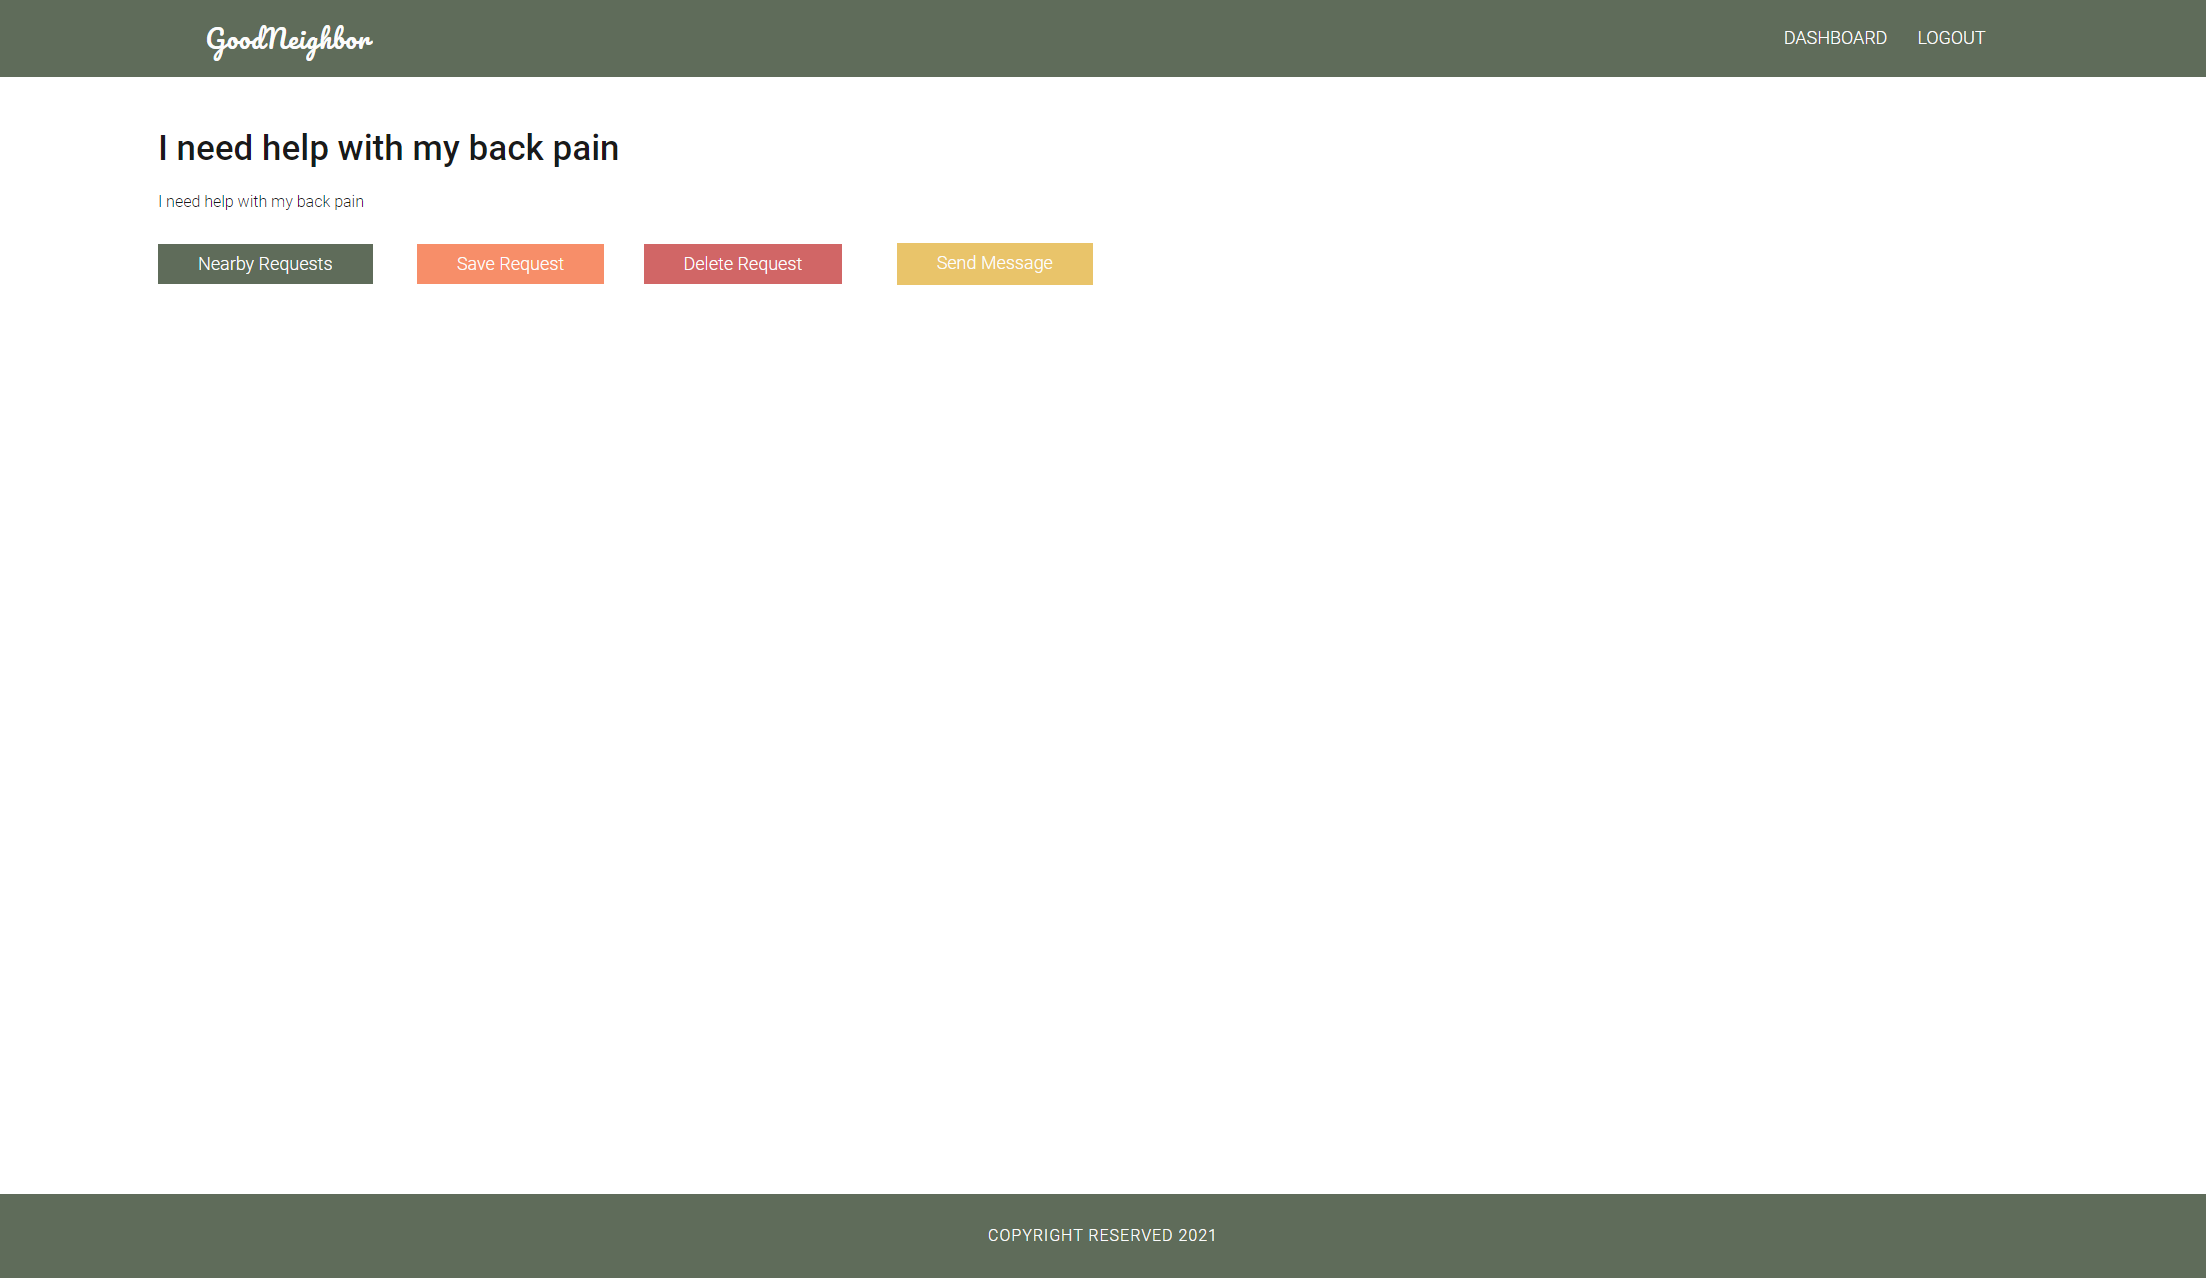 GoodNeighbor
DASHBOARD LOGOUT
I need help with my back pain
I need help with my back pain
Nearby Requests Save Request Delete Request Send Message
COPYRIGHT RESERVED 2021